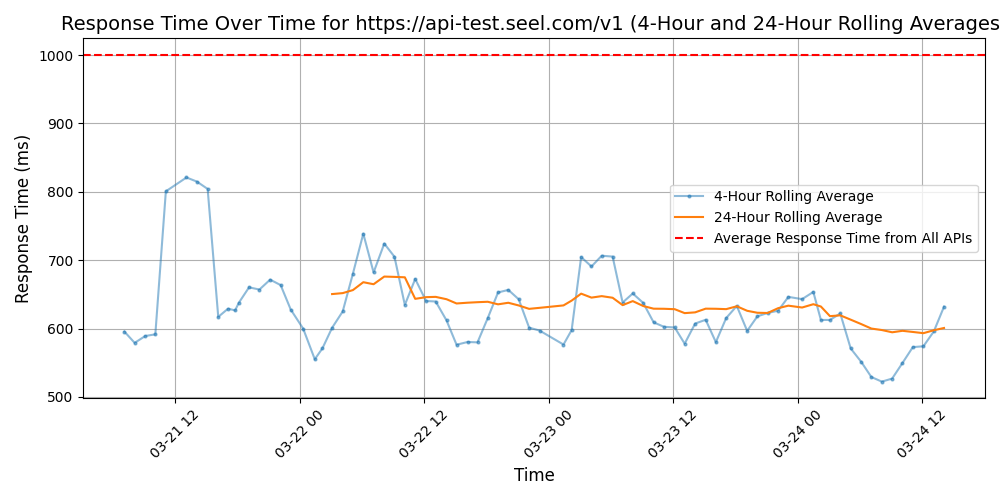 Response Time Over Time for https://api-test.seel.com/v1 (4-Hour and 24-Hour Rolling Averages
Response Time (ms)
1000
900
800
700
600
500
4-Hour Rolling Average
24-Hour Rolling Average
Average Response Time from All APIs
03-21 12
03-22 00
03-22 12
03-23 00
03-23 12
03-24 00
03-24 12
Time